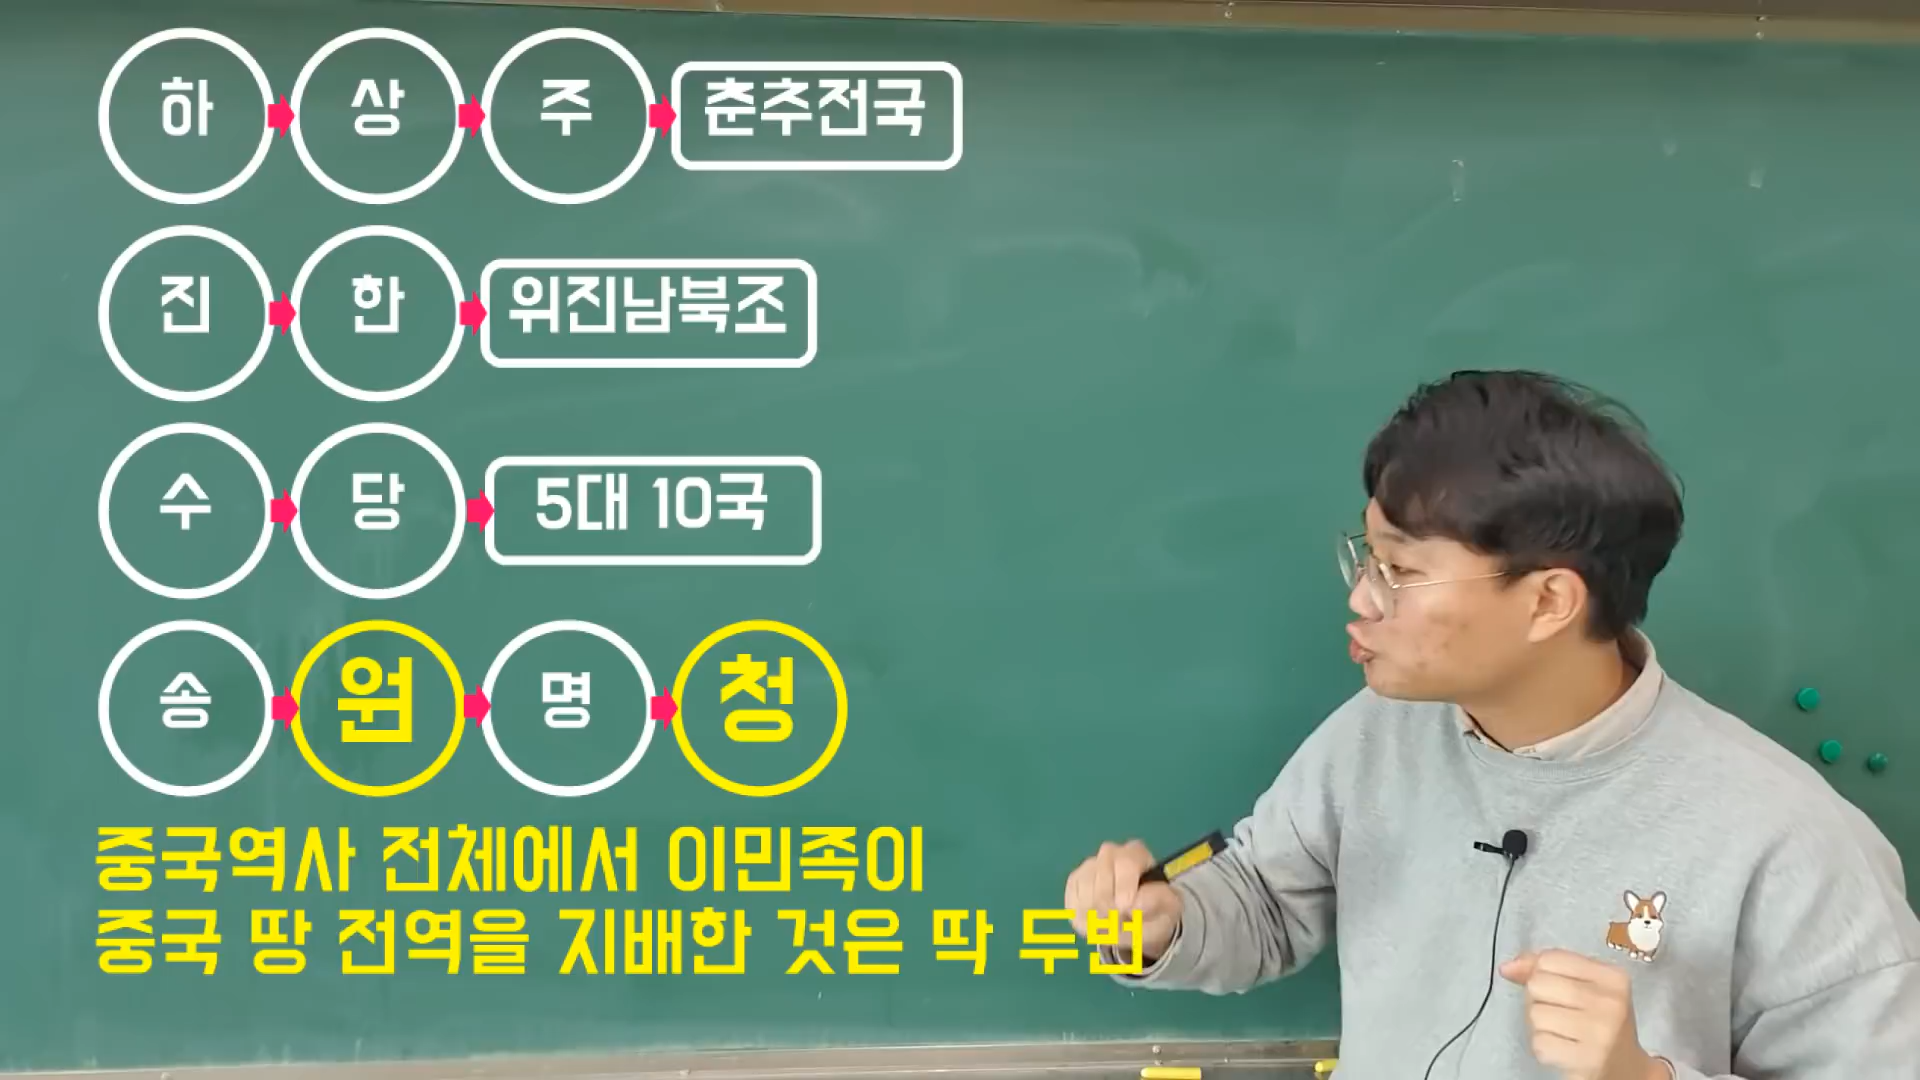 하 상 주 춘추전국
진 한 위진남북조
수 당 5대 10국
송 원 명 청
중국역사 전체에서 이민족이
중국 땅 전역을 지배한 것은 딱 두번